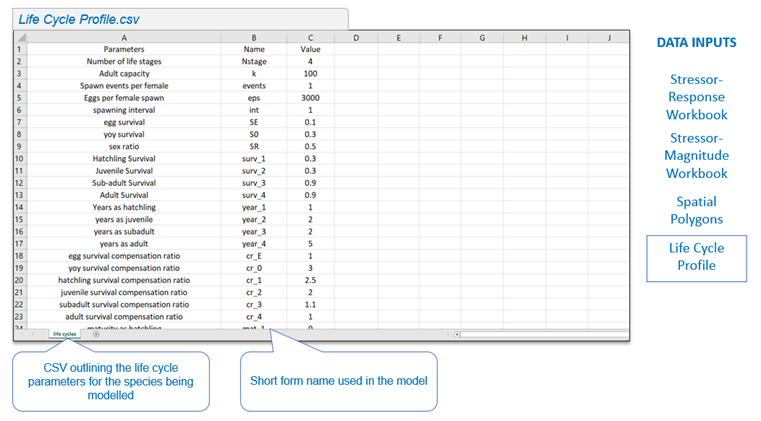 Life Cycle Profile.csv
A B C D E F G H I J
1 Parameters Name Value
2 Number of life stages Nstage 4
3 Adult capacity k 100
4 Spawn events per female events 1
5 Eggs per female spawn eps 3000
6 spawning interval int 1
7 egg survival SE 0.1
8 yoy survival S0 0.3
9 sex ratio SR 0.5
10 Hatchling Survival surv_1 0.3
11 Juvenile Survival surv_2 0.3
12 Sub-adult Survival surv_3 0.9
13 Adult Survival surv_4 0.9
14 Years as hatchling year_1 1
15 years as juvenile year_2 2
16 years as subadult year_3 2
17 years as adult year_4 5
18 egg survival compensation ratio cr_E 1
19 yoy survival compensation ratio cr_0 3
20 hatchling survival compensation ratio cr_1 2.5
21 juvenile survival compensation ratio cr_2 2
22 subadult survival compensation ratio cr_3 1.1
23 adult survival compensation ratio cr_4 1
24 maturity as hatchling mat_1 0
life cycles
CSV outlining the life cycle
parameters for the species being
modelled
Short form name used in the model
DATA INPUTS
Stressor-
Response
Workbook
Stressor-
Magnitude
Workbook
Spatial
Polygons
Life Cycle
Profile